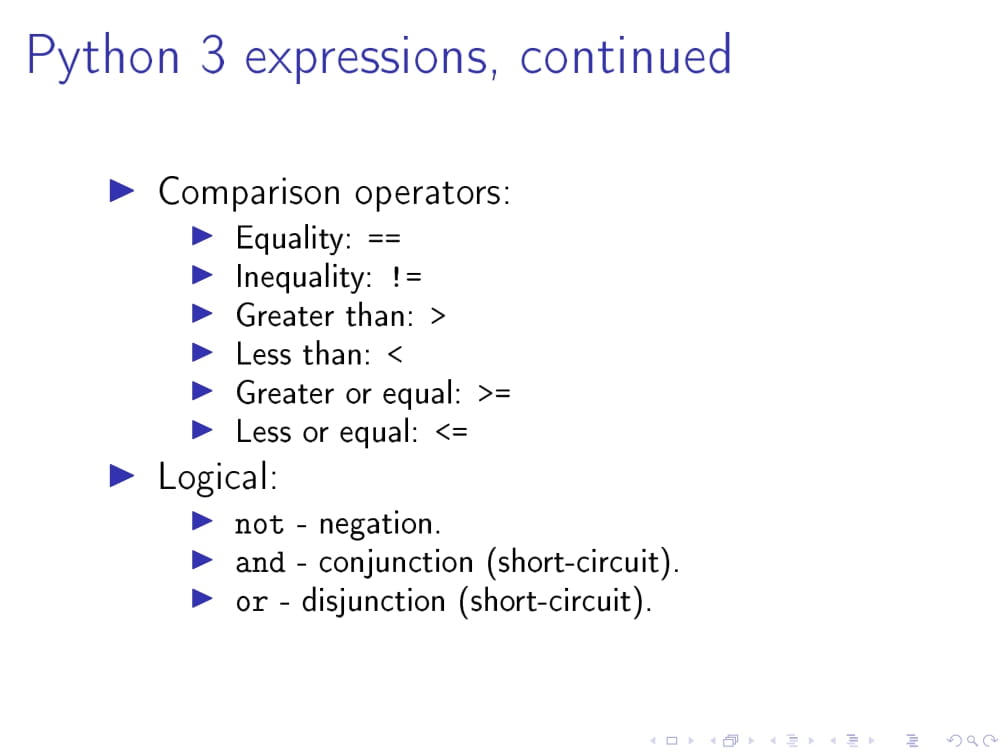 Python 3 expressions, continued
Comparison operators:
Equality: ==
Inequality: !=
Greater than: >
Less than: <
Greater or equal: >=
Less or equal: <=
Logical:
not - negation.
and - conjunction (short-circuit).
or - disjunction (short-circuit).